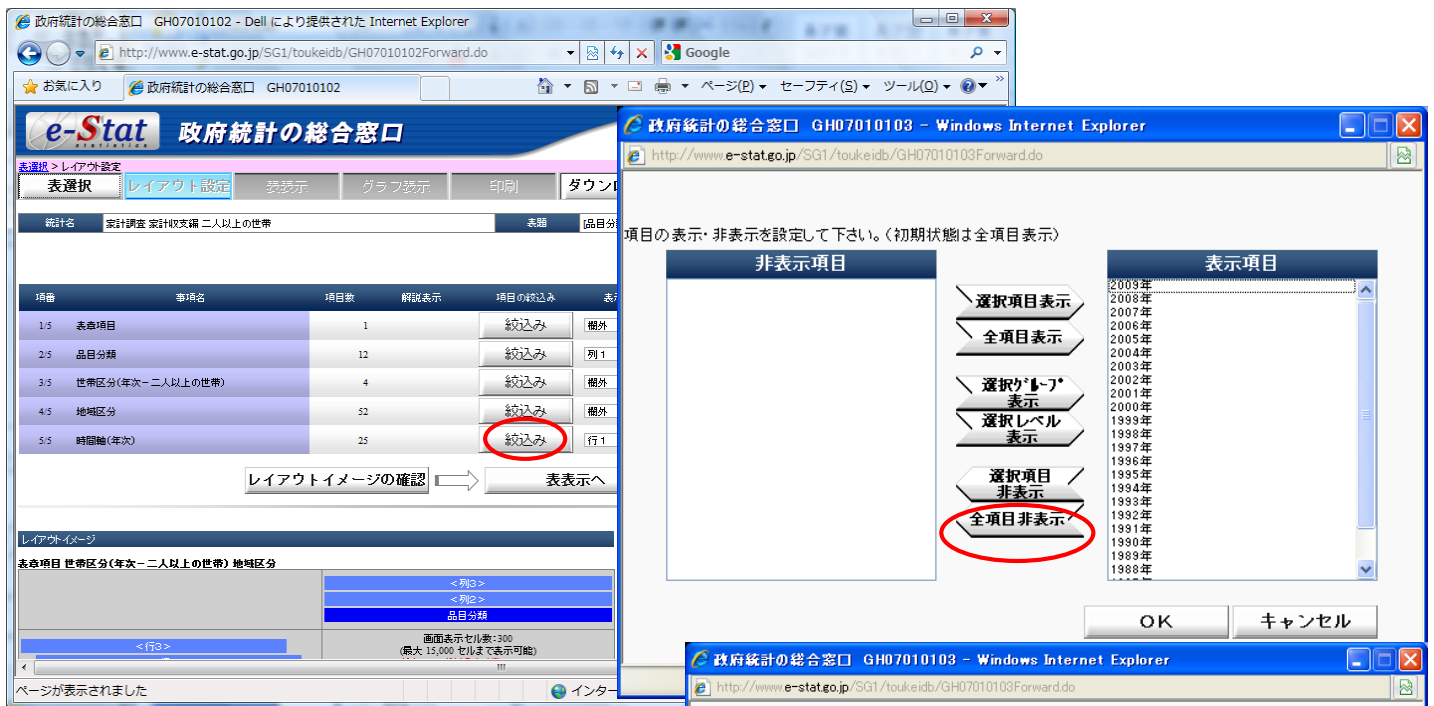 政府統計の総合窓口 GH07010102 - Dell により提供された Internet Explorer
http://www.e-stat.go.jp/SG1/toukeidb/GH07010102Forward.do
Google
お気に入り
政府統計の総合窓口 GH07010102
ページ(P) セーフティ(S) ツール(O)
e-Stat 政府統計の総合窓口
statistics
表選択 > レイアウト設定
表選択 レイアウト設定 表表示 グラフ表示 印刷 ダウンロ
統計名 家計調査 家計収支編 二人以上の世帯 表題 [品目分
項番 事項名 項目数 解説表示 項目の絞込み 表示
1/5 表章項目 1 絞込み 欄外
2/5 品目分類 12 絞込み 列1
3/5 世帯区分(年次-二人以上の世帯) 4 絞込み 欄外
4/5 地域区分 52 絞込み 欄外
5/5 時間軸(年次) 25 絞込み 行1
レイアウトイメージの確認 表表示へ
レイアウトイメージ
表章項目 世帯区分(年次-二人以上の世帯) 地域区分
<列3>
<列2>
品目分類
<行3>
画面表示セル数:300
(最大 15,000 セルまで表示可能)
ページが表示されました
インター
政府統計の総合窓口 GH07010103 - Windows Internet Explorer
http://www.e-stat.go.jp/SG1/toukeidb/GH07010103Forward.do
項目の表示・非表示を設定して下さい。(初期状態は全項目表示)
非表示項目
選択項目表示
全項目表示
選択グループ
表示
選択レベル
表示
選択項目
非表示
全項目非表示
表示項目
2009年
2008年
2007年
2006年
2005年
2004年
2003年
2002年
2001年
2000年
1999年
1998年
1997年
1996年
1995年
1994年
1993年
1992年
1991年
1990年
1989年
1988年
OK キャンセル
政府統計の総合窓口 GH07010103 - Windows Internet Explorer
http://www.e-stat.go.jp/SG1/toukeidb/GH07010103Forward.do